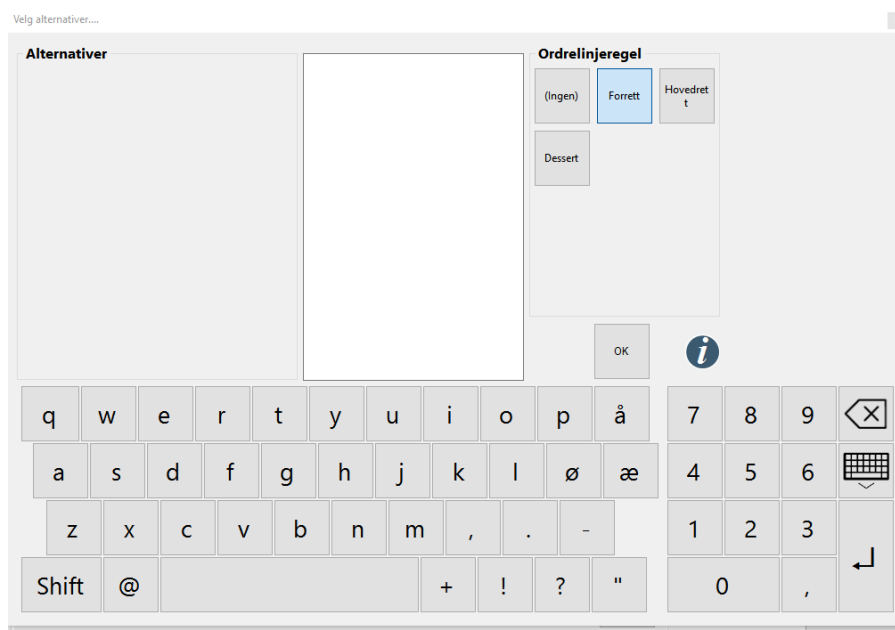 Velg alternativer....
Alternativer
Ordrelinjeregel
(Ingen)
Forrett
Hovedret
t
Dessert
OK
i
q w e r t y u i o p å 7 8 9
a s d f g h j k l ø æ 4 5 6
z x c v b n m , . - 1 2 3
Shift @ + ! ? " 0 ,